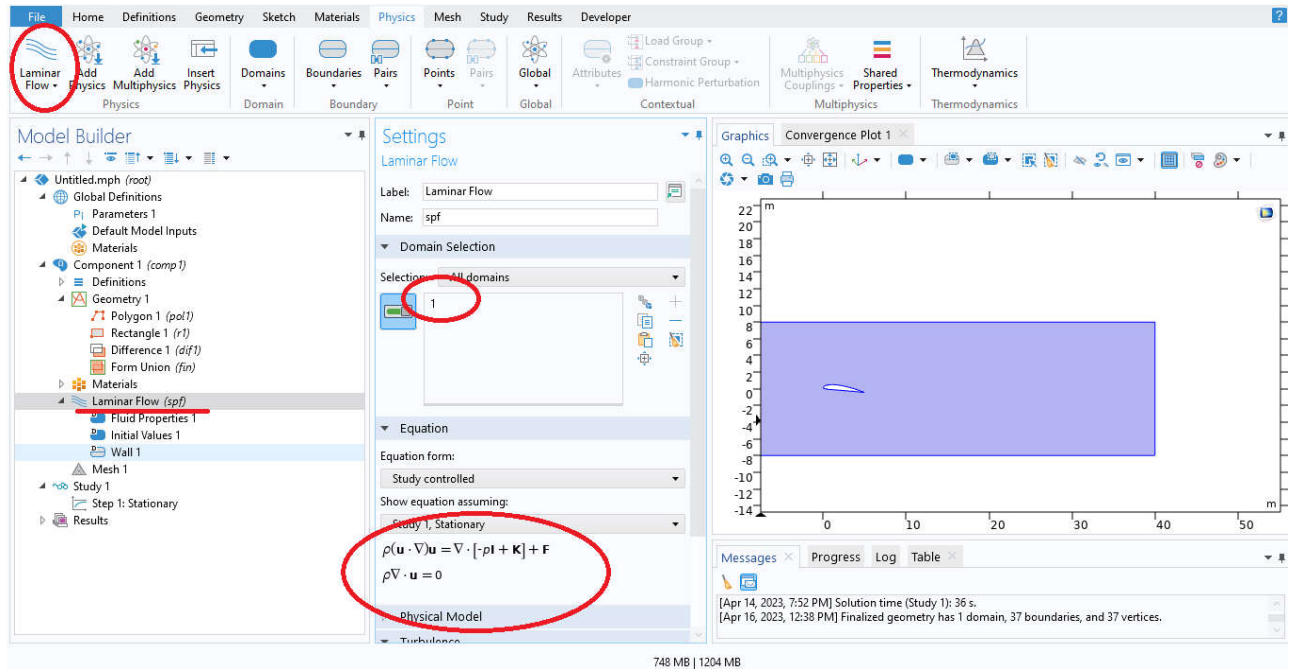 File Home Definitions Geometry Sketch Materials Physics Mesh Study Results Developer ?
Laminar Flow
Add Physics
Add Multiphysics
Insert Physics
Domains
Boundaries
Pairs
Points
Pairs
Global
Attributes
Load Group
Constraint Group
Harmonic Perturbation
Multiphysics Couplings
Shared Properties
Thermodynamics
Physics Domain Boundary Point Global Contextual Multiphysics Thermodynamics
Model Builder
Untitled.mph (root)
Global Definitions
Pi Parameters 1
Default Model Inputs
Materials
Component 1 (comp1)
Definitions
Geometry 1
Polygon 1 (pol1)
Rectangle 1 (r1)
Difference 1 (dif1)
Form Union (fin)
Materials
Laminar Flow (spf)
Fluid Properties 1
Initial Values 1
Wall 1
Mesh 1
Study 1
Step 1: Stationary
Results
Settings
Laminar Flow
Label: Laminar Flow
Name: spf
Domain Selection
Selection: All domains
1
Equation
Equation form:
Study controlled
Show equation assuming:
Study 1, Stationary
ρ(u · ∇)u = ∇ · [-pI + K] + F
ρ∇ · u = 0
Physical Model
Turbulence
Graphics Convergence Plot 1
m
22
20
18
16
14
12
10
8
6
4
2
0
-2
-4
-6
-8
-10
-12
-14
m
0 10 20 30 40 50
Messages Progress Log Table
[Apr 14, 2023, 7:52 PM] Solution time (Study 1): 36 s.
[Apr 16, 2023, 12:38 PM] Finalized geometry has 1 domain, 37 boundaries, and 37 vertices.
748 MB | 1204 MB